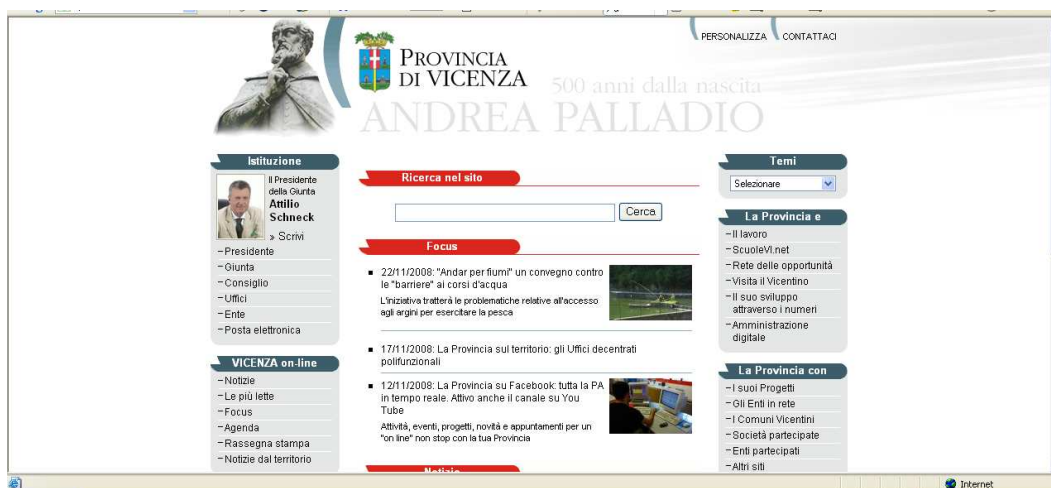 PERSONALIZZA
CONTATTACI
PROVINCIA
DI VICENZA
500 anni dalla nascita
ANDREA PALLADIO
Istituzione
Il Presidente
della Giunta
Attilio
Schneck
» Scrivi
–Presidente
–Giunta
–Consiglio
–Uffici
–Ente
–Posta elettronica
VICENZA on-line
–Notizie
–Le più lette
–Focus
–Agenda
–Rassegna stampa
–Notizie dal territorio
Ricerca nel sito
Cerca
Focus
▪ 22/11/2008: "Andar per fiumi" un convegno contro
le "barriere" ai corsi d'acqua
L'iniziativa tratterà le problematiche relative all'accesso
agli argini per esercitare la pesca
▪ 17/11/2008: La Provincia sul territorio: gli Uffici decentrati
polifunzionali
▪ 12/11/2008: La Provincia su Facebook: tutta la PA
in tempo reale. Attivo anche il canale su You
Tube
Attività, eventi, progetti, novità e appuntamenti per un
"on line" non stop con la tua Provincia
Notizie
Temi
Selezionare
La Provincia e
–Il lavoro
–ScuoleVI.net
–Rete delle opportunità
–Visita il Vicentino
–Il suo sviluppo
attraverso i numeri
–Amministrazione
digitale
La Provincia con
–I suoi Progetti
–Gli Enti in rete
–I Comuni Vicentini
–Società partecipate
–Enti partecipati
–Altri siti
Internet